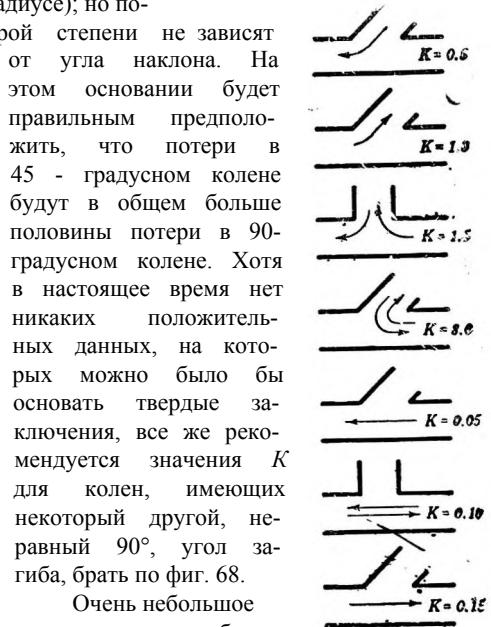 радиусе); но по-
рой степени не зависят
от угла наклона. На
этом основании будет
правильным предполо-
жить, что потери в
45 - градусном колене
будут в общем больше
половины потери в 90-
градусном колене. Хотя
в настоящее время нет
никаких положитель-
ных данных, на кото-
рых можно было бы
основать твердые за-
ключения, все же реко-
мендуется значения К
для колен, имеющих
некоторый другой, не-
равный 90°, угол за-
гиба, брать по фиг. 68.
Очень небольшое
K=0.5
K=1.0
K=1.5
K=3.0
K=0.05
K=0.10
K=0.15